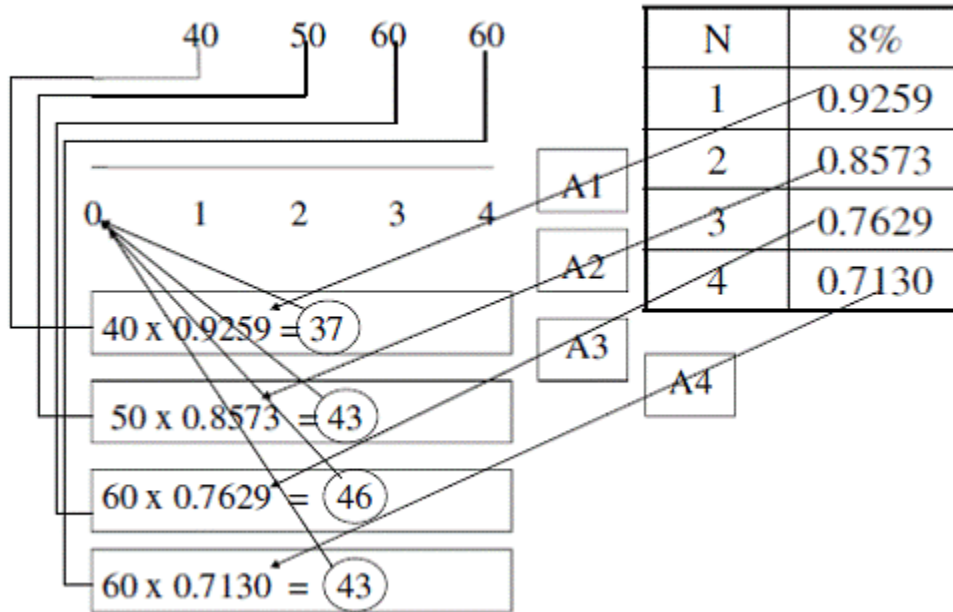 40 50 60 60
0 1 2 3 4
40 x 0.9259 = 37
50 x 0.8573 = 43
60 x 0.7629 = 46
60 x 0.7130 = 43
A1
A2
A3
A4
N 8%
1 0.9259
2 0.8573
3 0.7629
4 0.7130